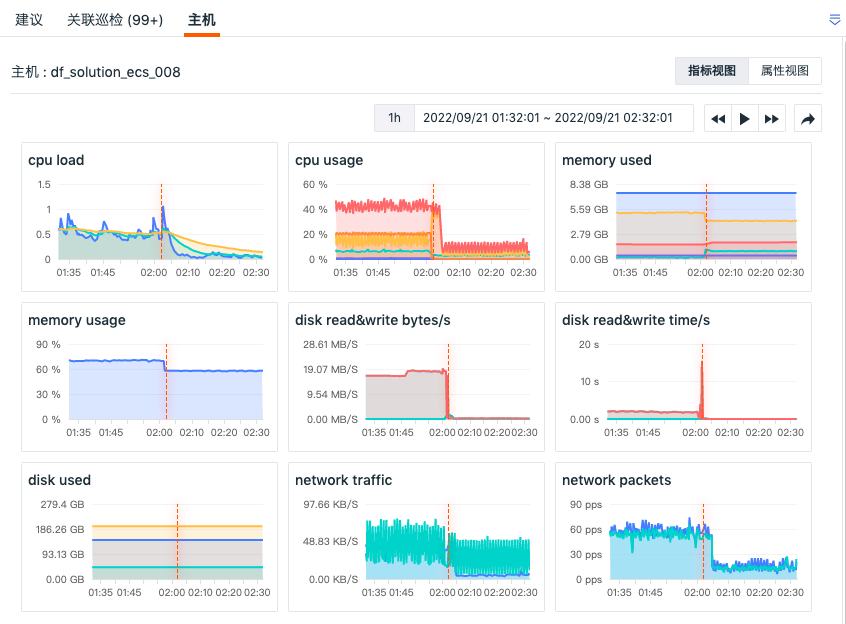 建议 关联巡检 (99+) 主机
主机 : df_solution_ecs_008
指标视图 属性视图
1h 2022/09/21 01:32:01 ~ 2022/09/21 02:32:01
cpu load
1.5
1
0.5
0
01:35 01:45 02:00 02:10 02:20 02:30
cpu usage
60 %
40 %
20 %
0 %
01:35 01:45 02:00 02:10 02:20 02:30
memory used
8.38 GB
5.59 GB
2.79 GB
0.00 GB
01:35 01:45 02:00 02:10 02:20 02:30
memory usage
90 %
60 %
30 %
0 %
01:35 01:45 02:00 02:10 02:20 02:30
disk read&write bytes/s
28.61 MB/S
19.07 MB/S
9.54 MB/S
0.00 MB/S
01:35 01:45 02:00 02:10 02:20 02:30
disk read&write time/s
20 s
10 s
0.00 s
01:35 01:45 02:00 02:10 02:20 02:30
disk used
279.4 GB
186.26 GB
93.13 GB
0.00 GB
01:35 01:45 02:00 02:10 02:20 02:30
network traffic
97.66 KB/S
48.83 KB/S
0.00 KB/S
01:35 01:45 02:00 02:10 02:20 02:30
network packets
90 pps
60 pps
30 pps
0 pps
01:35 01:45 02:00 02:10 02:20 02:30